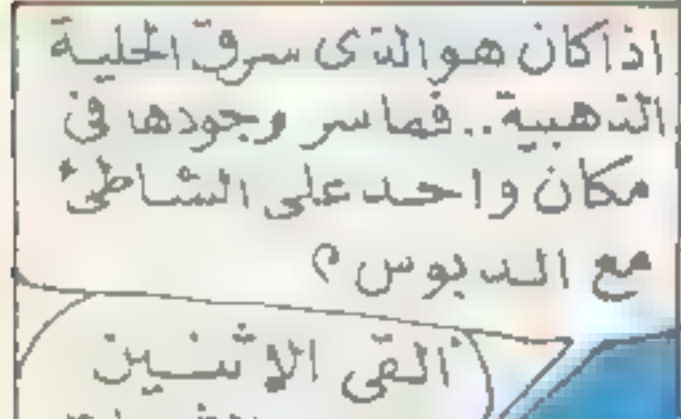 اذا كان هو الذى سرق الحلية
الذهبية.. فما سر وجودها فى
مكان واحد على الشاطئ
مع الدبوس ؟
ألقى الاثنين